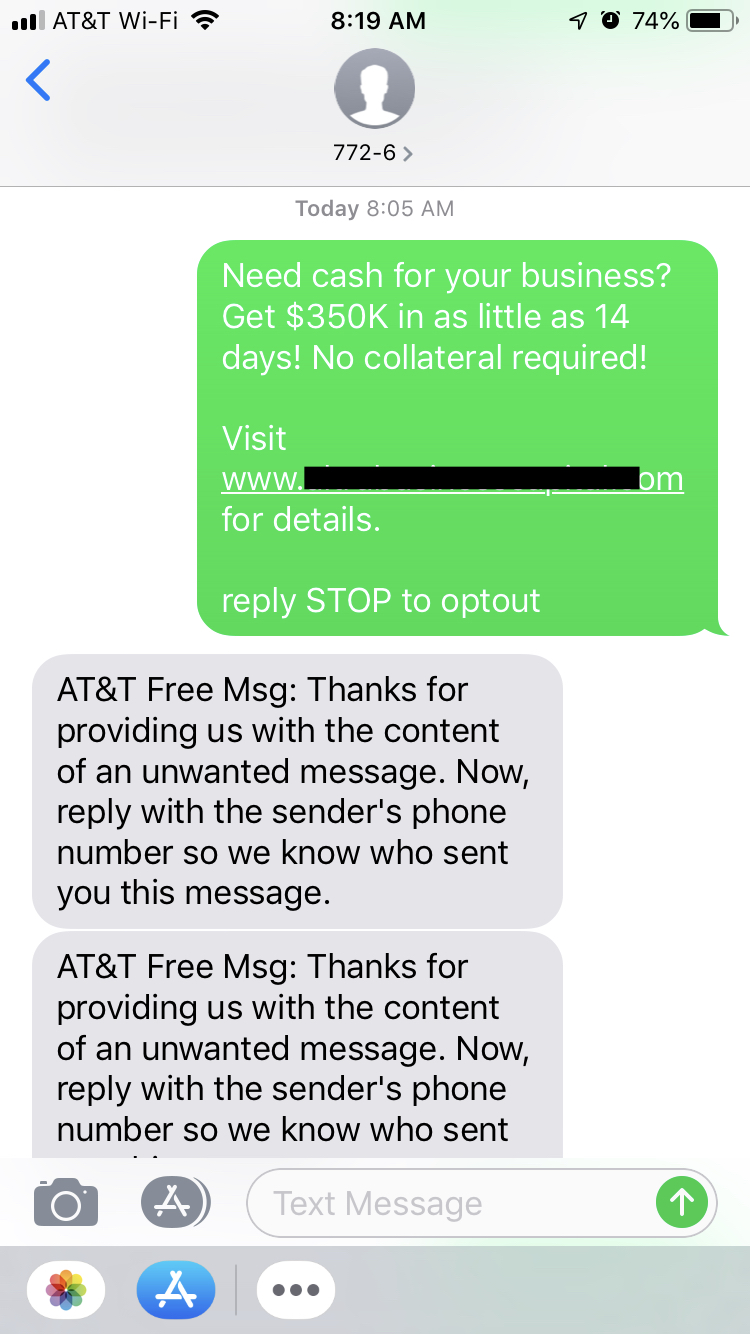 AT&T Wi-Fi 8:19 AM 74%
772-6
Today 8:05 AM
Need cash for your business?
Get $350K in as little as 14
days! No collateral required!
Visit
www. om
for details.
reply STOP to optout
AT&T Free Msg: Thanks for
providing us with the content
of an unwanted message. Now,
reply with the sender's phone
number so we know who sent
you this message.
AT&T Free Msg: Thanks for
providing us with the content
of an unwanted message. Now,
reply with the sender's phone
number so we know who sent
Text Message